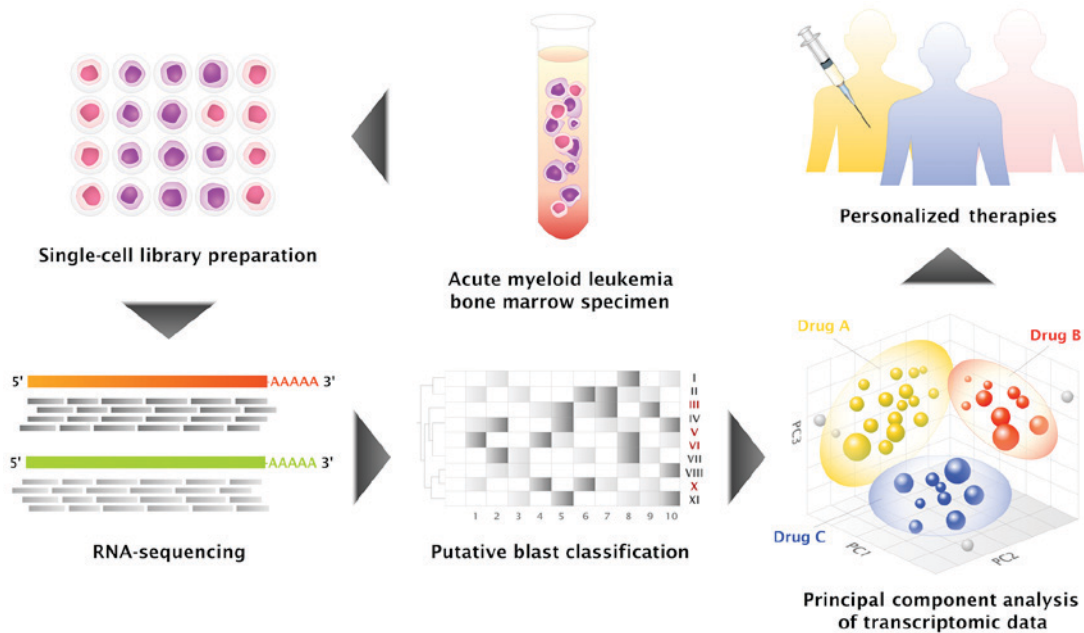 Single-cell library preparation
Acute myeloid leukemia
bone marrow specimen
Personalized therapies
5' AAAAA 3'
5' AAAAA 3'
RNA-sequencing
I
II
III
IV
V
VI
VII
VIII
X
XI
1 2 3 4 5 6 7 8 9 10
Putative blast classification
Drug A
Drug B
PC3
Drug C
PC1
PC2
Principal component analysis
of transcriptomic data